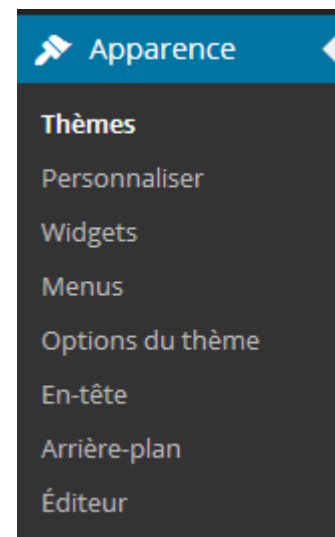 Apparence
Thèmes
Personnaliser
Widgets
Menus
Options du thème
En-tête
Arrière-plan
Éditeur